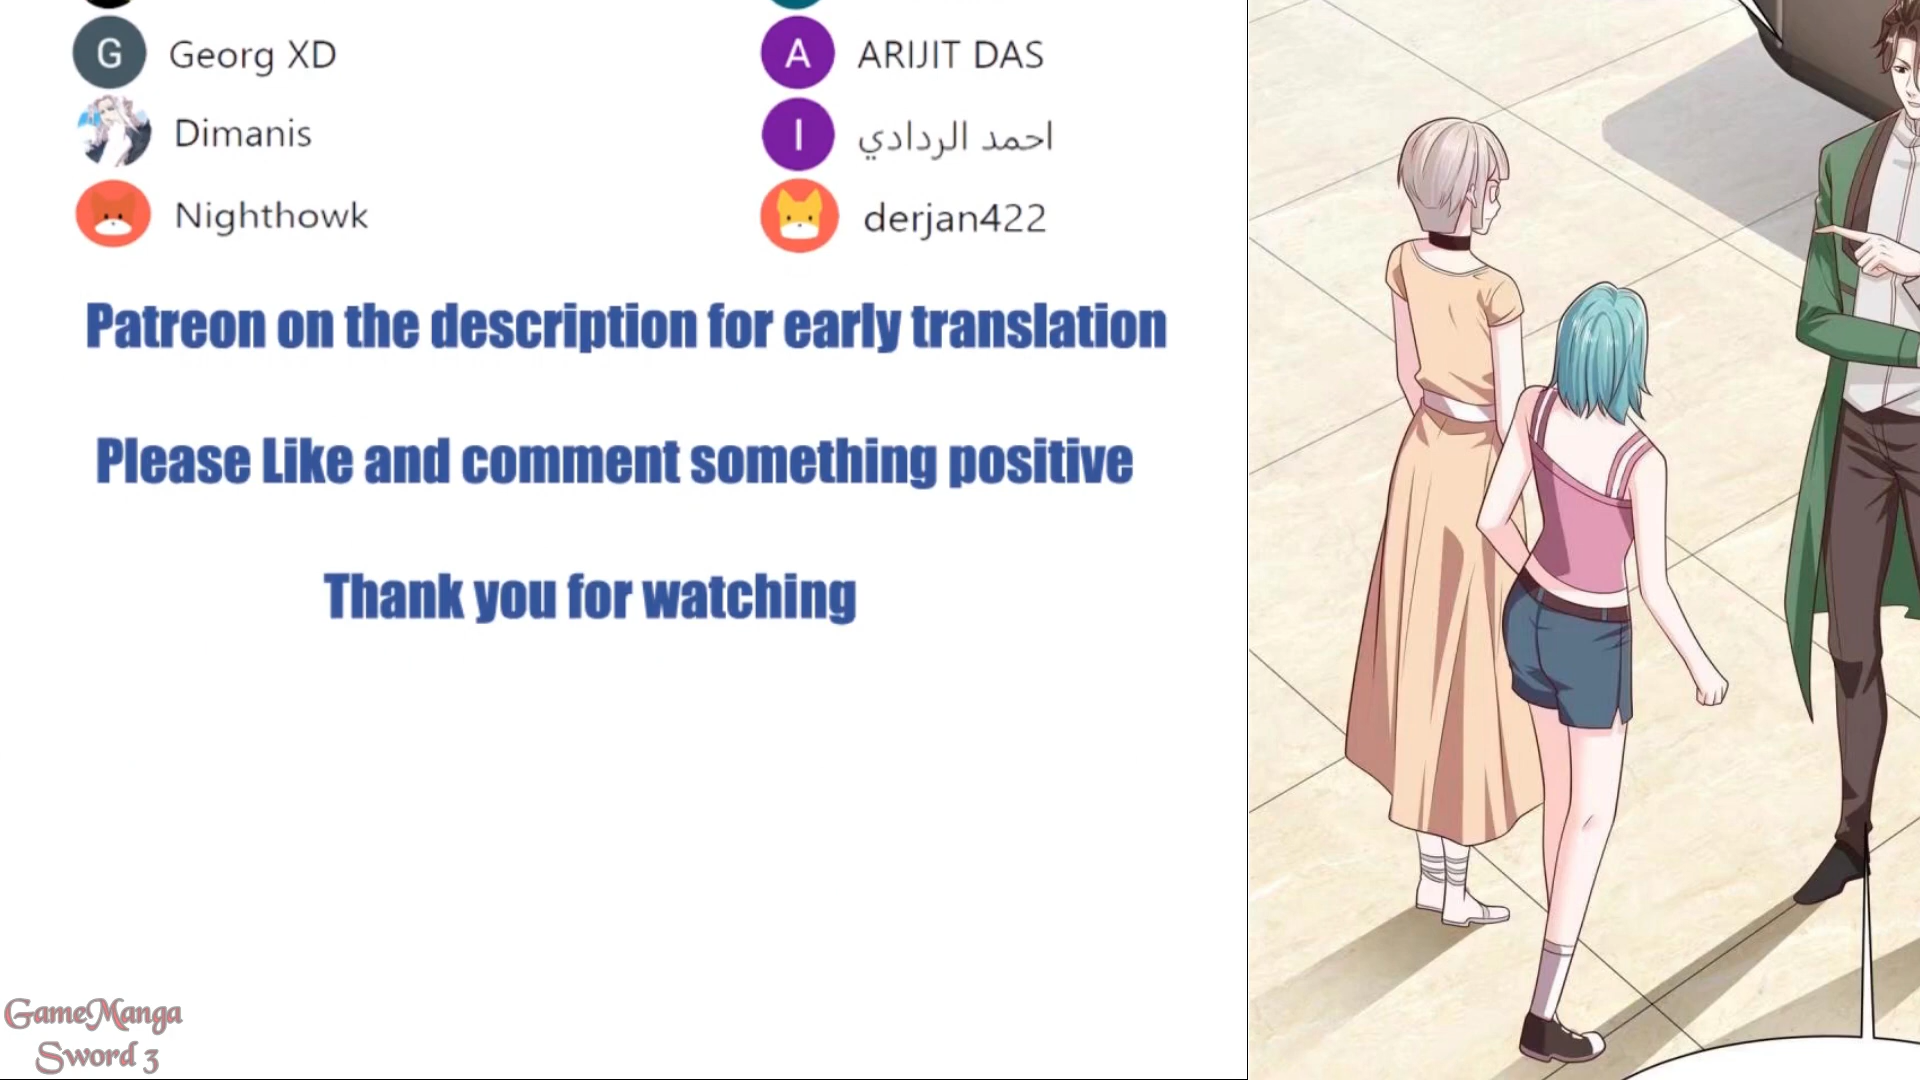 G Georg XD
A ARIJIT DAS
Dimanis
I احمد الردادي
Nighthowk
derjan422
Patreon on the description for early translation
Please Like and comment something positive
Thank you for watching
GameManga
Sword 3